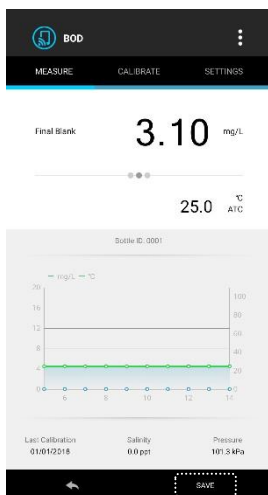 BOD
MEASURE CALIBRATE SETTINGS
Final Blank 3.10 mg/L
25.0 °C ATC
Bottle ID: 0001
mg/L °C
20
16
12
8
4
0
100
80
60
40
20
0
6 8 10 12 14
Last Calibration Salinity Pressure
01/01/2018 0.0 ppt 101.3 kPa
SAVE